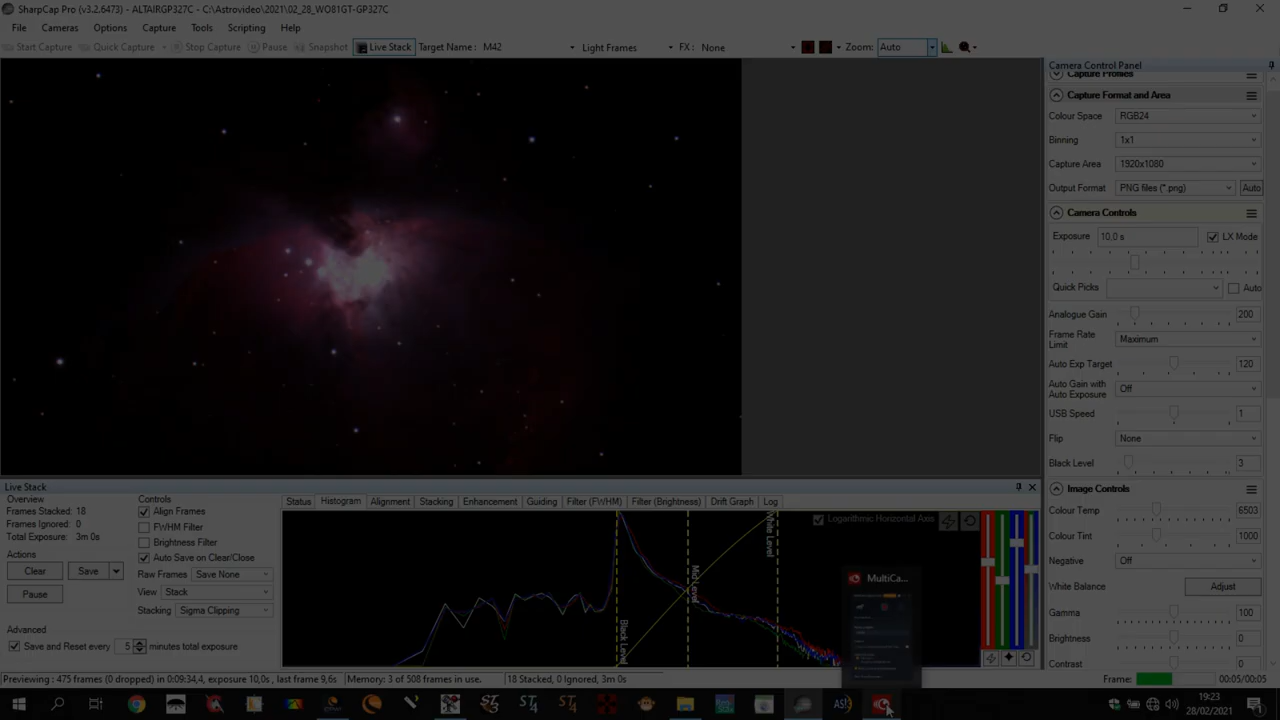 SharpCap Pro (v3.2.6473) - ALTAIRGP327C - C:\Astrovideo\2021\02_28_WO81GT-GP327C
File Cameras Options Capture Tools Scripting Help
Start Capture Quick Capture Stop Capture Pause Snapshot Live Stack Target Name: M42 Light Frames FX: None Zoom: Auto
Camera Control Panel
Capture Profiles
Capture Format and Area
Colour Space RGB24
Binning 1x1
Capture Area 1920x1080
Output Format PNG files (*.png) Auto
Camera Controls
Exposure 10,0 s LX Mode
Quick Picks Auto
Analogue Gain 200
Frame Rate Limit Maximum
Auto Exp Target 120
Auto Gain with Auto Exposure Off
USB Speed 1
Flip None
Black Level 3
Image Controls
Colour Temp 6503
Colour Tint 1000
Negative Off
White Balance Adjust
Gamma 100
Brightness 0
Contrast 0
Live Stack
Overview
Frames Stacked: 18
Frames Ignored: 0
Total Exposure: 3m 0s
Actions
Clear Save
Pause
Advanced
Save and Reset every 5 minutes total exposure
Controls
Align Frames
FWHM Filter
Brightness Filter
Auto Save on Clear/Close
Raw Frames Save None
View Stack
Stacking Sigma Clipping
Status Histogram Alignment Stacking Enhancement Guiding Filter (FWHM) Filter (Brightness) Drift Graph Log
Logarithmic Horizontal Axis
Black Level
Mid Level
White Level
MultiCa...
Previewing : 475 frames (0 dropped) in 0:09:34,4, exposure 10,0s , last frame 9,6s
Memory: 3 of 508 frames in use.
18 Stacked, 0 Ignored, 3m 0s
Frame: 00:05/00:05
19:23
28/02/2021